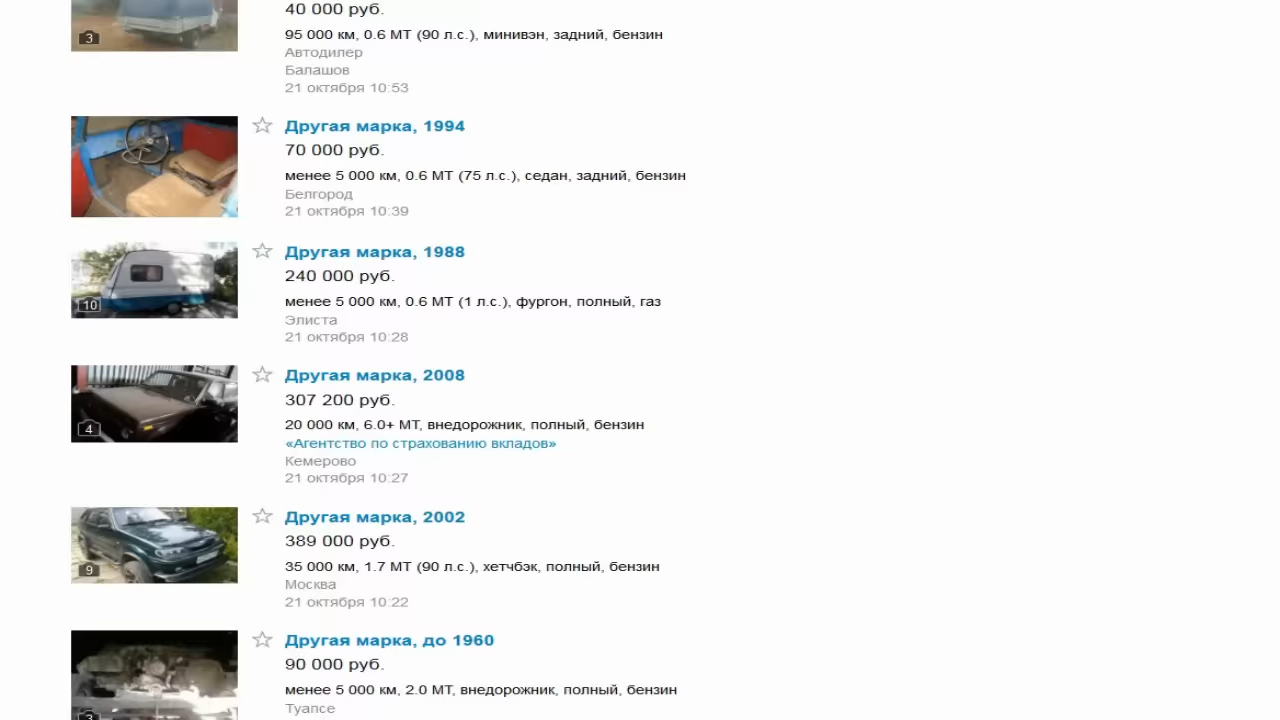 40 000 руб.
3
95 000 км, 0.6 МТ (90 л.с.), минивэн, задний, бензин
Автодилер
Балашов
21 октября 10:53
Другая марка, 1994
70 000 руб.
менее 5 000 км, 0.6 МТ (75 л.с.), седан, задний, бензин
Белгород
21 октября 10:39
Другая марка, 1988
240 000 руб.
10
менее 5 000 км, 0.6 МТ (1 л.с.), фургон, полный, газ
Элиста
21 октября 10:28
Другая марка, 2008
307 200 руб.
4
20 000 км, 6.0+ МТ, внедорожник, полный, бензин
«Агентство по страхованию вкладов»
Кемерово
21 октября 10:27
Другая марка, 2002
389 000 руб.
9
35 000 км, 1.7 МТ (90 л.с.), хетчбэк, полный, бензин
Москва
21 октября 10:22
Другая марка, до 1960
90 000 руб.
менее 5 000 км, 2.0 МТ, внедорожник, полный, бензин
Туапсе
3